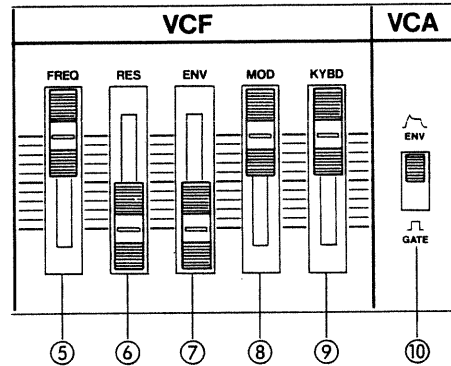 VCF VCA
FREQ RES ENV MOD KYBD
ENV
GATE
⑤ ⑥ ⑦ ⑧ ⑨ ⑩